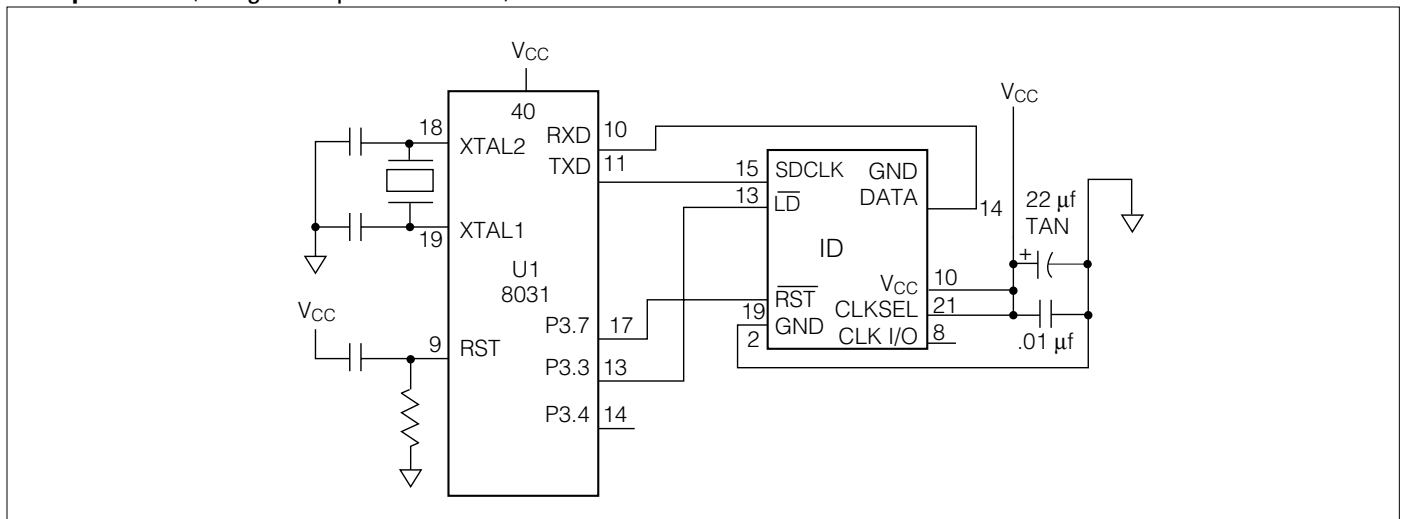 VCC
40
18
XTAL2
RXD
10
TXD
11
19
XTAL1
U1
8031
VCC
9
RST
P3.7
17
P3.3
13
P3.4
14
15
SDCLK
GND
13
LD
DATA
14
ID
VCC
10
RST
CLKSEL
21
19
GND
2
CLK I/O
8
VCC
22 µf
TAN
+
.01 µf